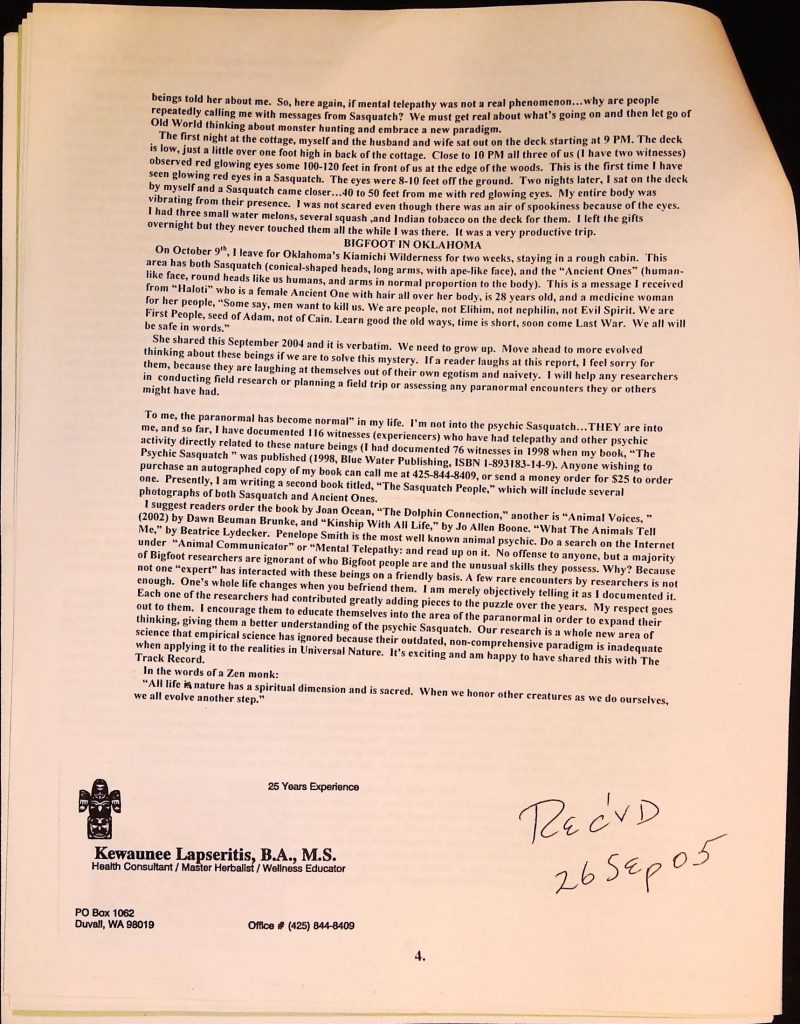 beings told her about me.  So, here again, if mental telepathy was not a real phenomenon...why are people
repeatedly calling me with messages from Sasquatch?  We must get real about what's going on and then let go of
Old World thinking about monster hunting and embrace a new paradigm.
The first night at the cottage, myself and the husband and wife sat out on the deck starting at 9 PM. The deck
is low, just a little over one foot high in back of the cottage.  Close to 10 PM all three of us (I have two witnesses)
observed red glowing eyes some 100-120 feet in front of us at the edge of the woods.  This is the first time I have
seen glowing red eyes in a Sasquatch.  The eyes were 8-10 feet off the ground.  Two nights later, I sat on the deck
by myself and a Sasquatch came closer...40 to 50 feet from me with red glowing eyes.  My entire body was
vibrating from their presence.  I was not scared even though there was an air of spookiness because of the eyes.
I had three small water melons, several squash ,and Indian tobacco on the deck for them.  I left the gifts
overnight but they never touched them all the while I was there.  It was a very productive trip.
BIGFOOT IN OKLAHOMA
On October 9th, I leave for Oklahoma's Kiamichi Wilderness for two weeks, staying in a rough cabin.  This
area has both Sasquatch (conical-shaped heads, long arms, with ape-like face), and the "Ancient Ones" (human-
like face, round heads like us humans, and arms in normal proportion to the body).  This is a message I received
from "Haloti" who is a female Ancient One with hair all over her body, is 28 years old, and a medicine woman
for her people, "Some say, men want to kill us. We are people, not Elihim, not nephilin, not Evil Spirit. We are
First People, seed of Adam, not of Cain. Learn good the old ways, time is short, soon come Last War.  We all will
be safe in words."
She shared this September 2004 and it is verbatim.  We need to grow up.  Move ahead to more evolved
thinking about these beings if we are to solve this mystery.  If a reader laughs at this report, I feel sorry for
them, because they are laughing at themselves out of their own egotism and naivety.  I will help any researchers
in conducting field research or planning a field trip or assessing any paranormal encounters they or others
might have had.
To me, the paranormal has become normal" in my life.  I'm not into the psychic Sasquatch...THEY are into
me, and so far, I have documented 116 witnesses (experiencers) who have had telepathy and other psychic
activity directly related to these nature beings (I had documented 76 witnesses in 1998 when my book, "The
Psychic Sasquatch " was published (1998, Blue Water Publishing, ISBN 1-893183-14-9). Anyone wishing to
purchase an autographed copy of my book can call me at 425-844-8409, or send a money order for $25 to order
one.  Presently, I am writing a second book titled, "The Sasquatch People," which will include several
photographs of both Sasquatch and Ancient Ones.
I suggest readers order the book by Joan Ocean, "The Dolphin Connection," another is "Animal Voices, "
(2002) by Dawn Beuman Brunke, and "Kinship With All Life," by Jo Allen Boone.  "What The Animals Tell
Me," by Beatrice Lydecker.  Penelope Smith is the most well known animal psychic.  Do a search on the Internet
under "Animal Communicator" or "Mental Telepathy: and read up on it.  No offense to anyone, but a majority
of Bigfoot researchers are ignorant of who Bigfoot people are and the unusual skills they possess.  Why?  Because
not one "expert" has interacted with these beings on a friendly basis.  A few rare encounters by researchers is not
enough.  One's whole life changes when you befriend them.  I am merely objectively telling it as I documented it.
Each one of the researchers had contributed greatly adding pieces to the puzzle over the years.  My respect goes
out to them.  I encourage them to educate themselves into the area of the paranormal in order to expand their
thinking, giving them a better understanding of the psychic Sasquatch.  Our research is a whole new area of
science that empirical science has ignored because their outdated, non-comprehensive paradigm is inadequate
when applying it to the realities in Universal Nature.  It's exciting and am happy to have shared this with The
Track Record.
In the words of a Zen monk:
"All life in nature has a spiritual dimension and is sacred.  When we honor other creatures as we do ourselves,
we all evolve another step."
25 Years Experience
Kewaunee Lapseritis, B.A., M.S.
Health Consultant / Master Herbalist / Wellness Educator
PO Box 1062
Duvall, WA 98019
Office # (425) 844-8409
Rec'vD
26 Sep 05
4.